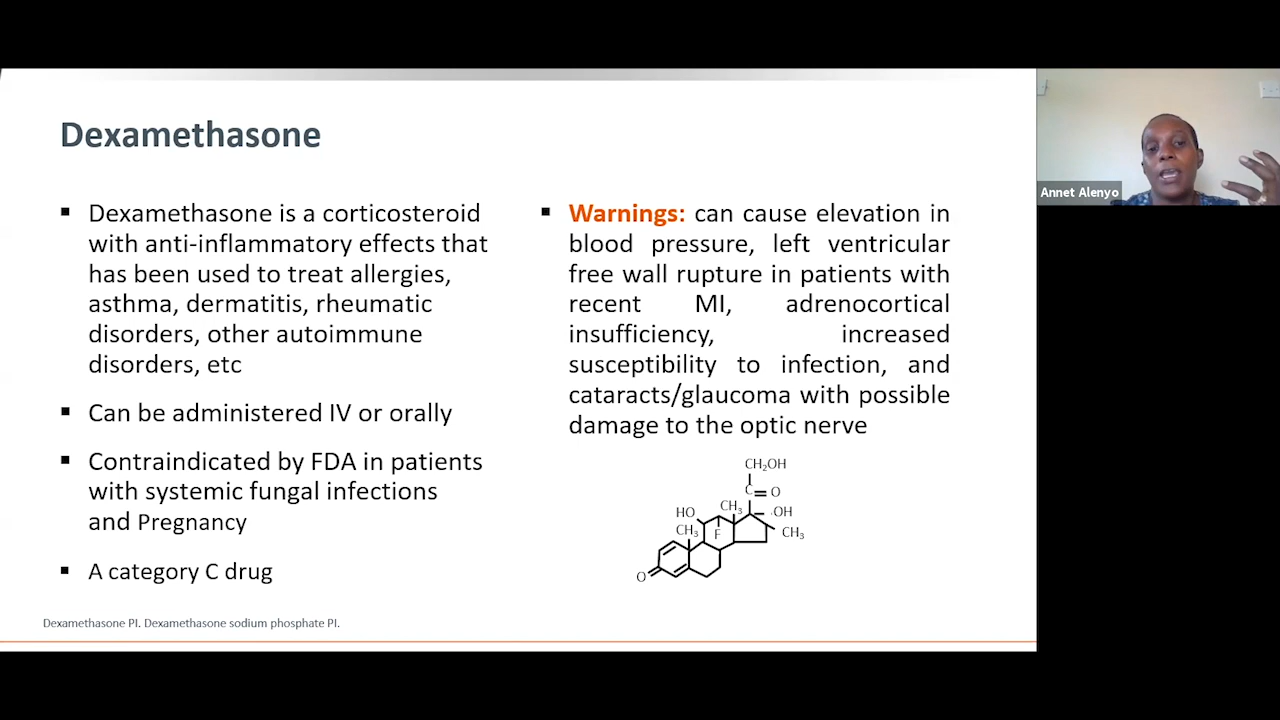 Dexamethasone
▪ Dexamethasone is a corticosteroid
with anti-inflammatory effects that
has been used to treat allergies,
asthma, dermatitis, rheumatic
disorders, other autoimmune
disorders, etc
▪ Can be administered IV or orally
▪ Contraindicated by FDA in patients
with systemic fungal infections
and Pregnancy
▪ A category C drug
▪ Warnings: can cause elevation in
blood pressure, left ventricular
free wall rupture in patients with
recent MI, adrenocortical
insufficiency, increased
susceptibility to infection, and
cataracts/glaucoma with possible
damage to the optic nerve
CH₂OH
C = O
CH₃
HO
OH
CH₃
F
CH₃
O
Dexamethasone PI. Dexamethasone sodium phosphate PI.
Annet Alenyo